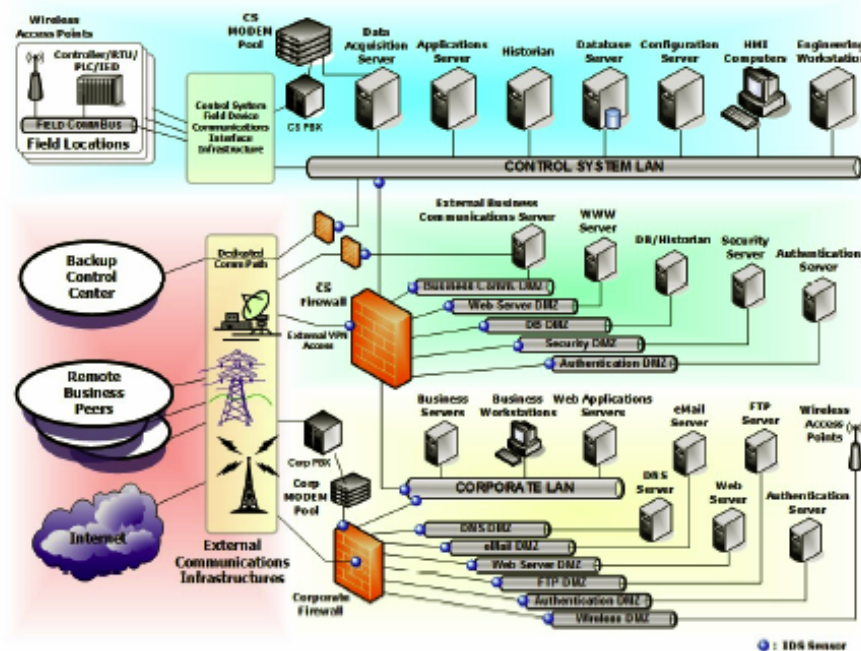 Wireless
Access Points
Controller/RTU/
PLC/IED
FIELD COMMBUS
Field Locations
Control System
Field Device
Communications
Interface
Infrastructure
CS
MODEM
Pool
CS PBX
Data
Acquisition
Server
Applications
Server
Historian
Database
Server
Configuration
Server
HMI
Computers
Engineering
Workstation
CONTROL SYSTEM LAN
Backup
Control
Center
Remote
Business
Peers
Internet
Dedicated
Comm Path
External VPN
Access
External
Communications
Infrastructures
CS
Firewall
External Business
Communications Server
WWW
Server
DB/Historian
Security
Server
Authentication
Server
Business Comm. DMZ
Web Server DMZ
DB DMZ
Security DMZ
Authentication DMZ
Corp PBX
Corp
MODEM
Pool
Business
Servers
Business
Workstations
Web Applications
Servers
CORPORATE LAN
DNS
Server
eMail
Server
Web
Server
FTP
Server
Authentication
Server
Wireless
Access
Points
Corporate
Firewall
DNS DMZ
eMail DMZ
Web Server DMZ
FTP DMZ
Authentication DMZ
Wireless DMZ
: IDS Sensor